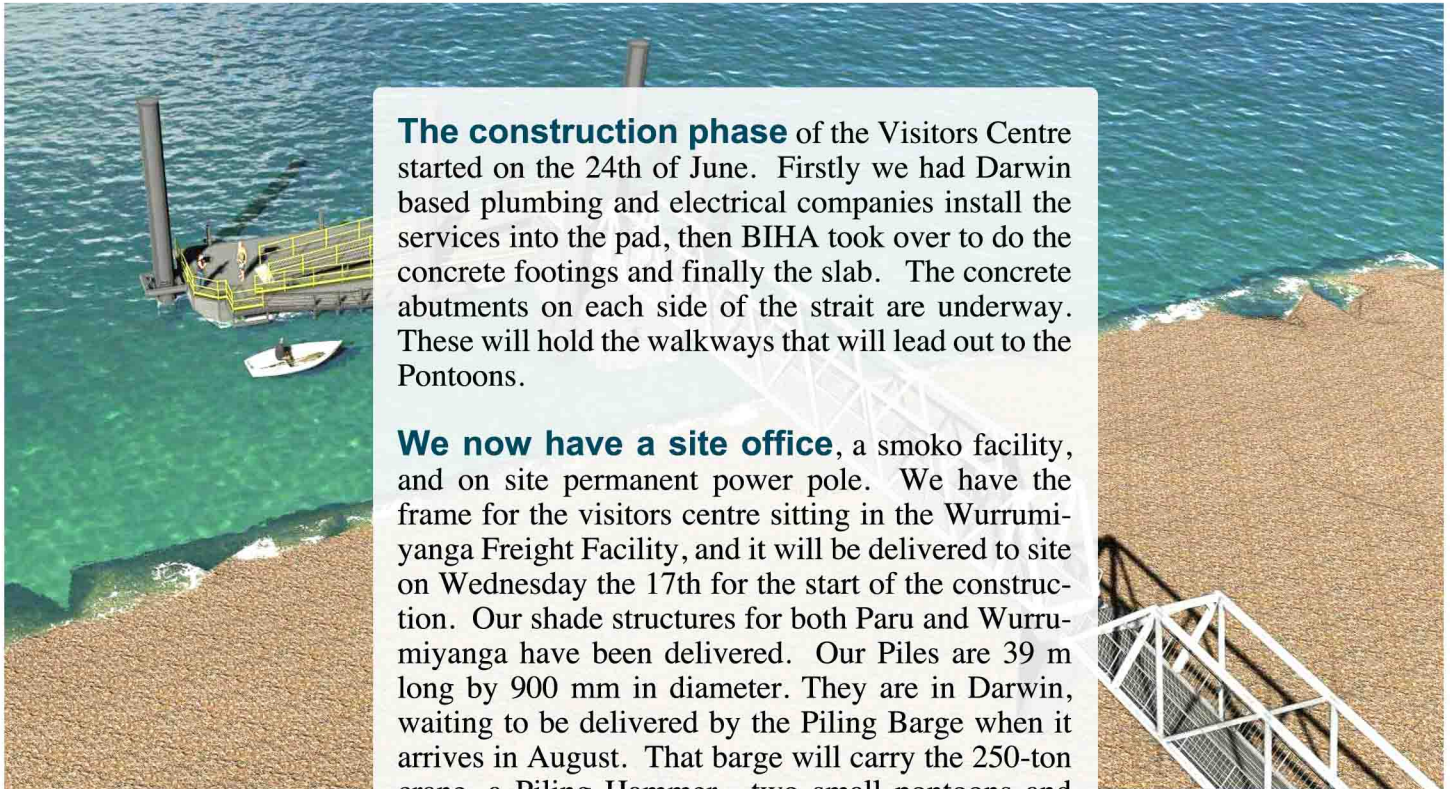 The construction phase of the Visitors Centre
started on the 24th of June. Firstly we had Darwin
based plumbing and electrical companies install the
services into the pad, then BIHA took over to do the
concrete footings and finally the slab. The concrete
abutments on each side of the strait are underway.
These will hold the walkways that will lead out to the
Pontoons.
We now have a site office, a smoko facility,
and on site permanent power pole. We have the
frame for the visitors centre sitting in the Wurrumi-
yanga Freight Facility, and it will be delivered to site
on Wednesday the 17th for the start of the construc-
tion. Our shade structures for both Paru and Wurru-
miyanga have been delivered. Our Piles are 39 m
long by 900 mm in diameter. They are in Darwin,
waiting to be delivered by the Piling Barge when it
arrives in August. That barge will carry the 250-ton
crane, a Piling Hammer, two small pontoons and